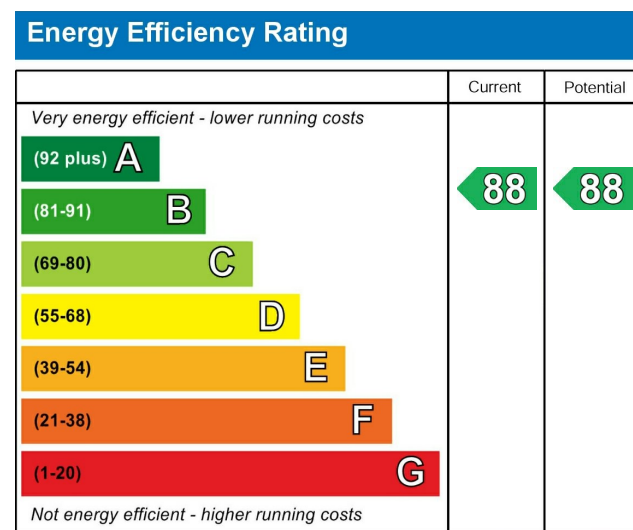 Energy Efficiency Rating
Current Potential
Very energy efficient - lower running costs
(92 plus) A
(81-91) B
88 88
(69-80) C
(55-68) D
(39-54) E
(21-38) F
(1-20) G
Not energy efficient - higher running costs